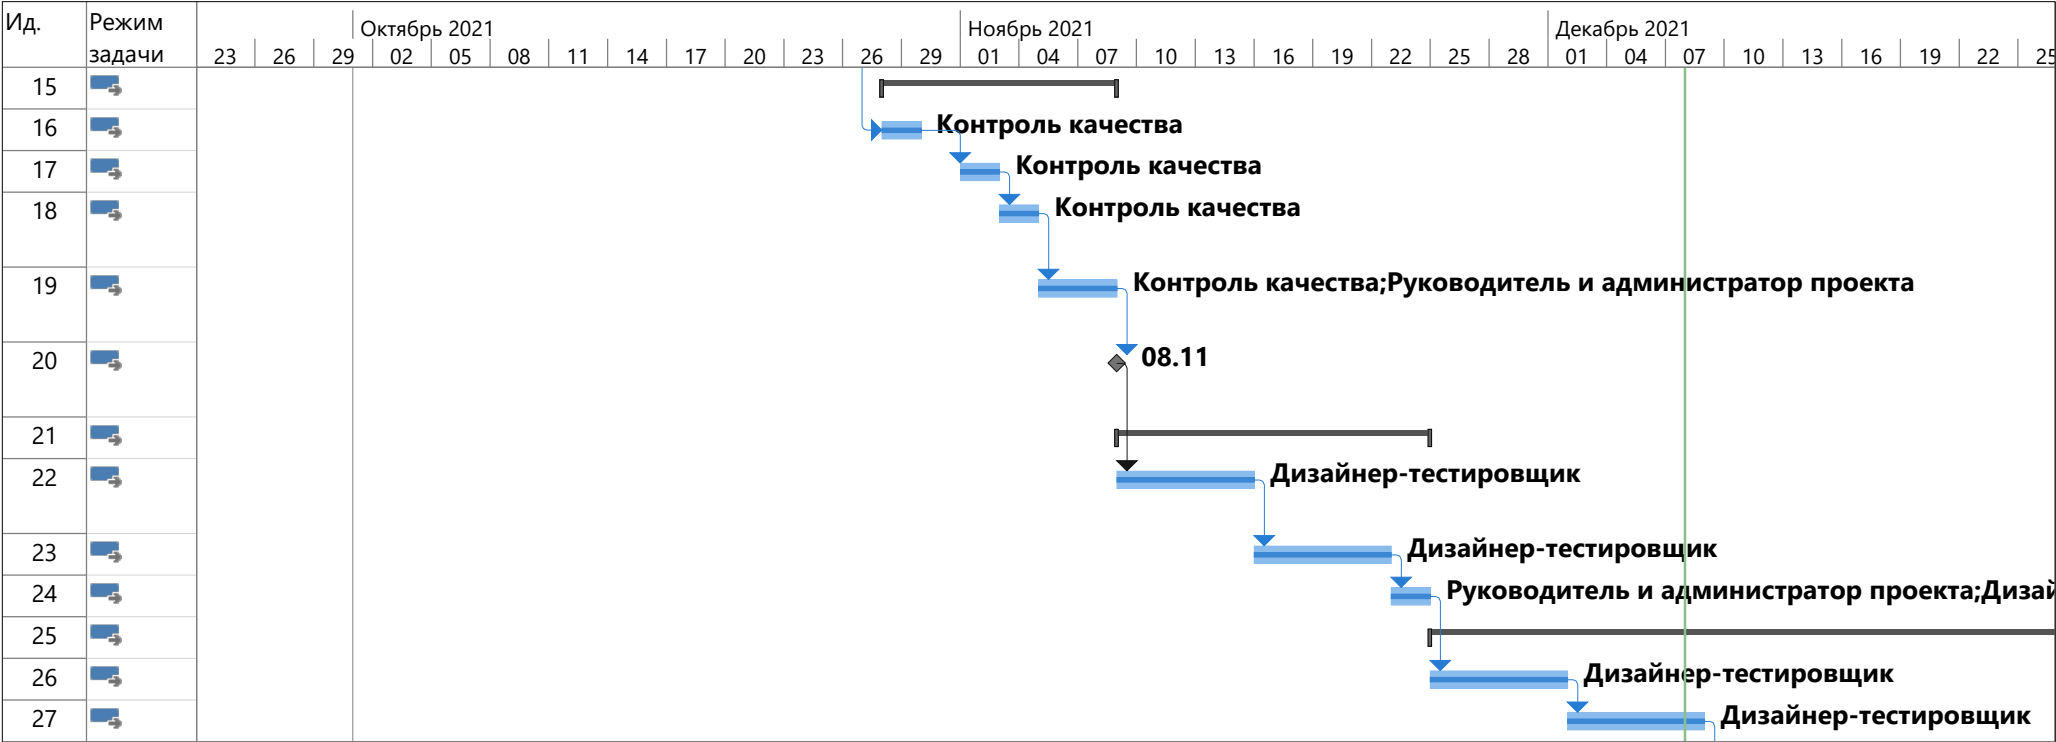 Ид.
Режим
задачи
Октябрь 2021
Ноябрь 2021
Декабрь 2021
23 26 29 02 05 08 11 14 17 20 23 26 29 01 04 07 10 13 16 19 22 25 28 01 04 07 10 13 16 19 22 25
15
16 Контроль качества
17 Контроль качества
18 Контроль качества
19 Контроль качества;Руководитель и администратор проекта
20 08.11
21
22 Дизайнер-тестировщик
23 Дизайнер-тестировщик
24 Руководитель и администратор проекта;Дизай
25
26 Дизайнер-тестировщик
27 Дизайнер-тестировщик